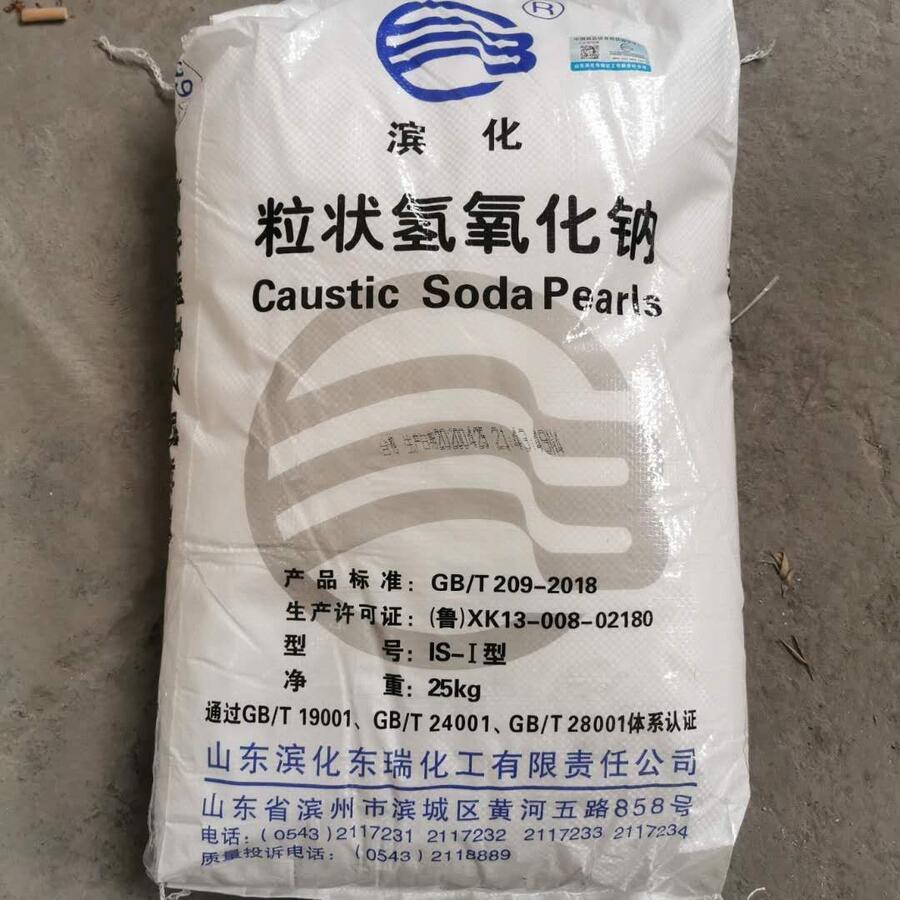 ®
滨化
粒状氢氧化钠
Caustic Soda Pearls
产品标准：GB/T 209-2018
生产许可证：(鲁)XK13-008-02180
型号：IS-I型
净重：25kg
通过GB/T 19001、GB/T 24001、GB/T 28001体系认证
山东滨化东瑞化工有限责任公司
山东省滨州市滨城区黄河五路858号
电话：(0543)2117231 2117232 2117233 2117234
质量投诉电话：(0543)2118889